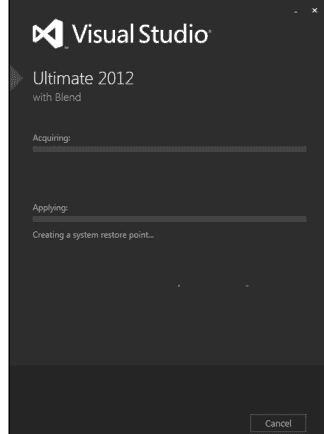 Visual Studio
Ultimate 2012
with Blend
Acquiring:
Applying:
Creating a system restore point...
Cancel